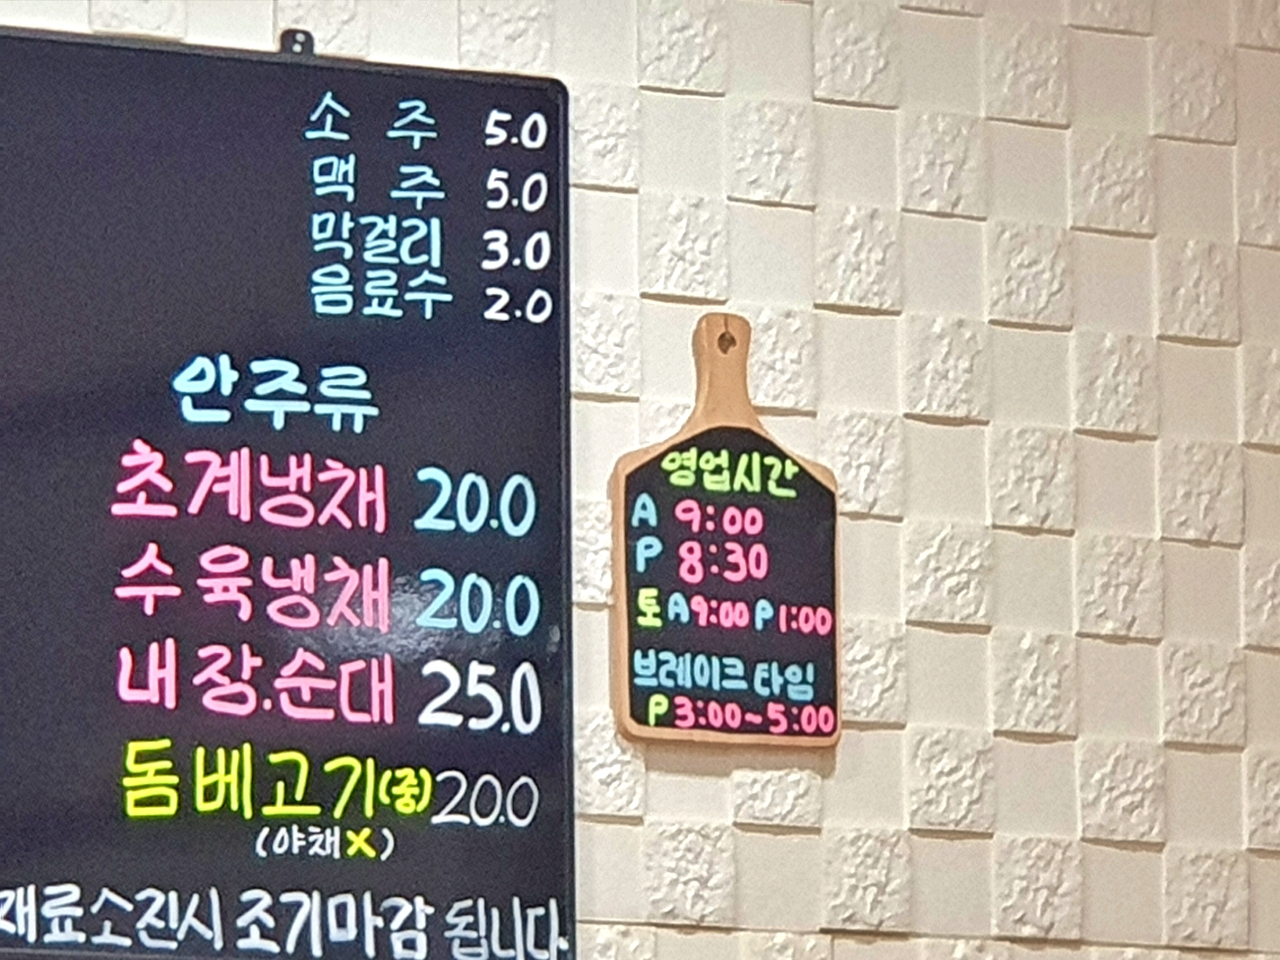 소 주 5.0
맥 주 5.0
막걸리 3.0
음료수 2.0
안주류
초계냉채 20.0
수육냉채 20.0
내장.순대 25.0
돔베고기(중) 20.0
(야채X)
재료소진시 조기마감 됩니다.
영업시간
A 9:00
P 8:30
토 A 9:00 P 1:00
브레이크 타임
P 3:00~5:00